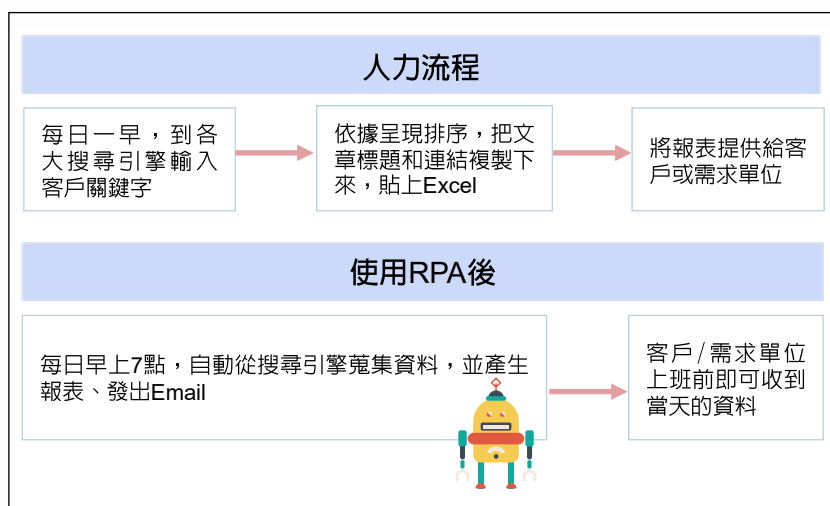 人力流程
每日一早，到各
大搜尋引擎輸入
客戶關鍵字
依據呈現排序，把文
章標題和連結複製下
來，貼上Excel
將報表提供給客
戶或需求單位
使用RPA後
每日早上7點，自動從搜尋引擎蒐集資料，並產生
報表、發出Email
客戶/需求單位
上班前即可收到
當天的資料